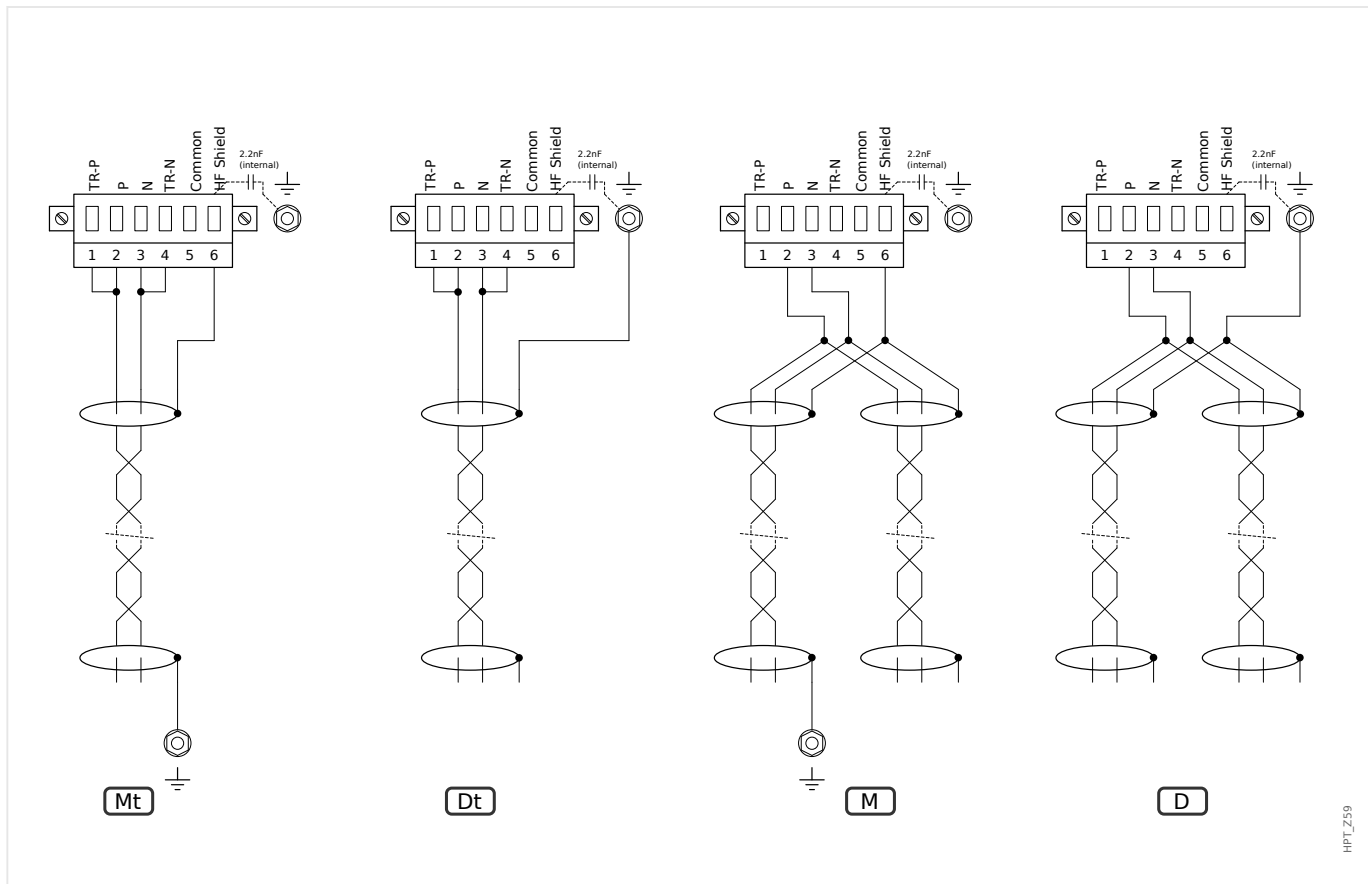 TR-P
P
N
TR-N
Common
HF Shield
2.2nF
(internal)
1 2 3 4 5 6
TR-P
P
N
TR-N
Common
HF Shield
2.2nF
(internal)
1 2 3 4 5 6
TR-P
P
N
TR-N
Common
HF Shield
2.2nF
(internal)
1 2 3 4 5 6
TR-P
P
N
TR-N
Common
HF Shield
2.2nF
(internal)
1 2 3 4 5 6
Mt
Dt
M
D
HPT_Z59